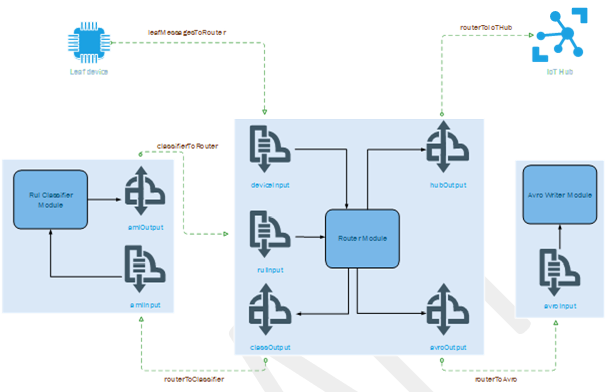 leafMessagesToRouter
routerToIoTHub
Leaf device
IoT Hub
classifierToRouter
deviceInput
hubOutput
Rul Classifier
Module
amlOutput
Avro Writer Module
Router Module
rulInput
amlInput
avroInput
classOutput
avroOutput
routerToClassifier
routerToAvro